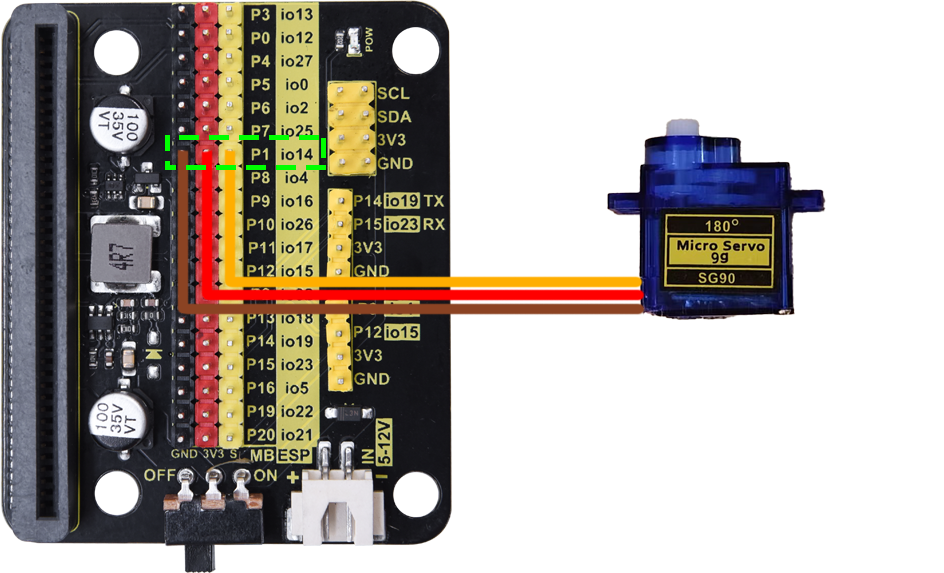 P3 io13
P0 io12
P4 io27
P5 io0
P6 io2
P7 io25
P1 io14
P8 io4
P9 io16
P10 io26
P11 io17
P12 io15
P13 io18
P14 io19
P15 io23
P16 io5
P19 io22
P20 io21
GND 3V3 S MB ESP
OFF ON
POW
SCL
SDA
3V3
GND
P14 io19 TX
P15 io23 RX
3V3
GND
P12 io15
3V3
GND
IN 5-12V
+ −
100
35V
VT
4R7
100
35V
VT
180°
Micro Servo
9g
SG90